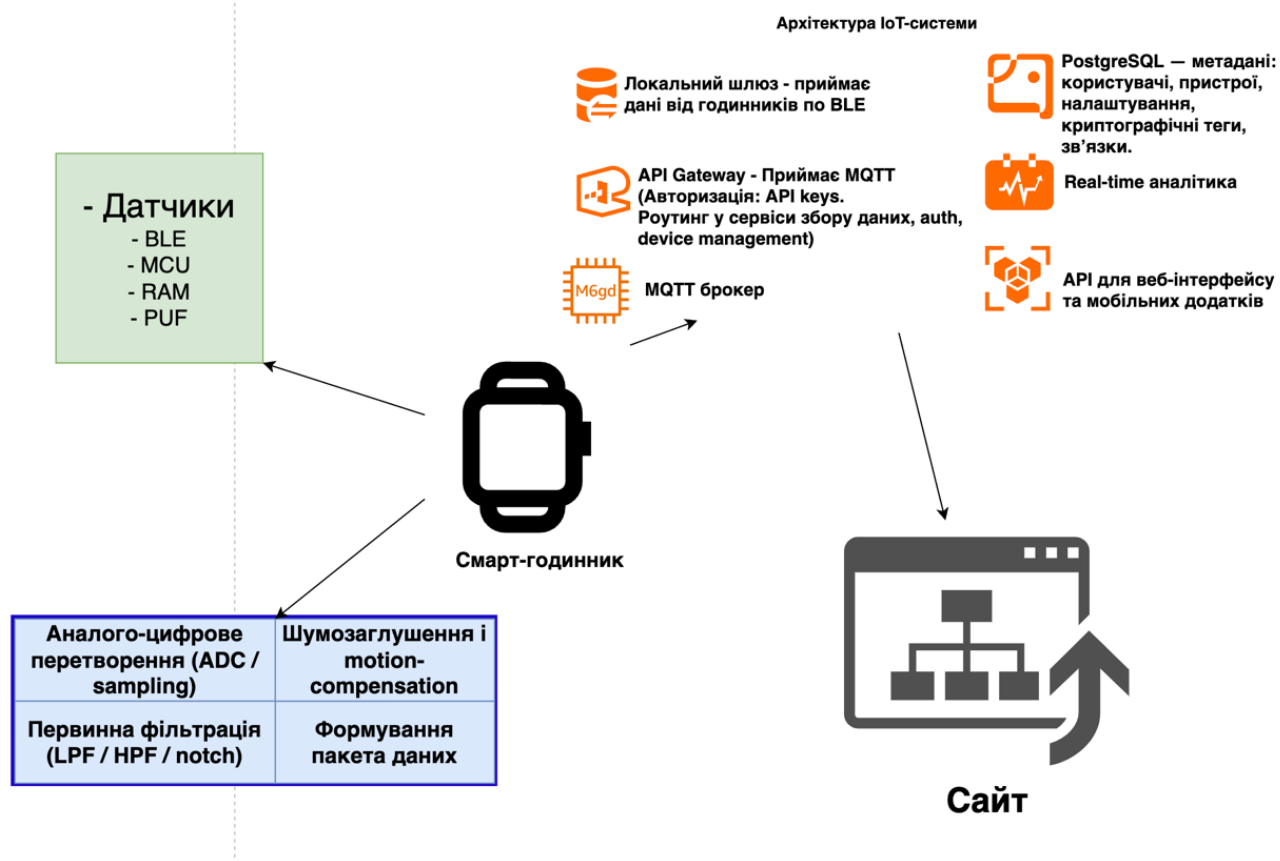 Архітектура IoT-системи
Локальний шлюз - приймає
дані від годинників по BLE
API Gateway - Приймає MQTT
(Авторизація: API keys.
Роутинг у сервіси збору даних, auth,
device management)
M6gd
MQTT брокер
PostgreSQL — метадані:
користувачі, пристрої,
налаштування,
криптографічні теги,
зв’язки.
Real-time аналітика
API для веб-інтерфейсу
та мобільних додатків
- Датчики
- BLE
- MCU
- RAM
- PUF
Смарт-годинник
Аналого-цифрове
перетворення (ADC /
sampling)
Шумозаглушення і
motion-
compensation
Первинна фільтрація
(LPF / HPF / notch)
Формування
пакета даних
Сайт